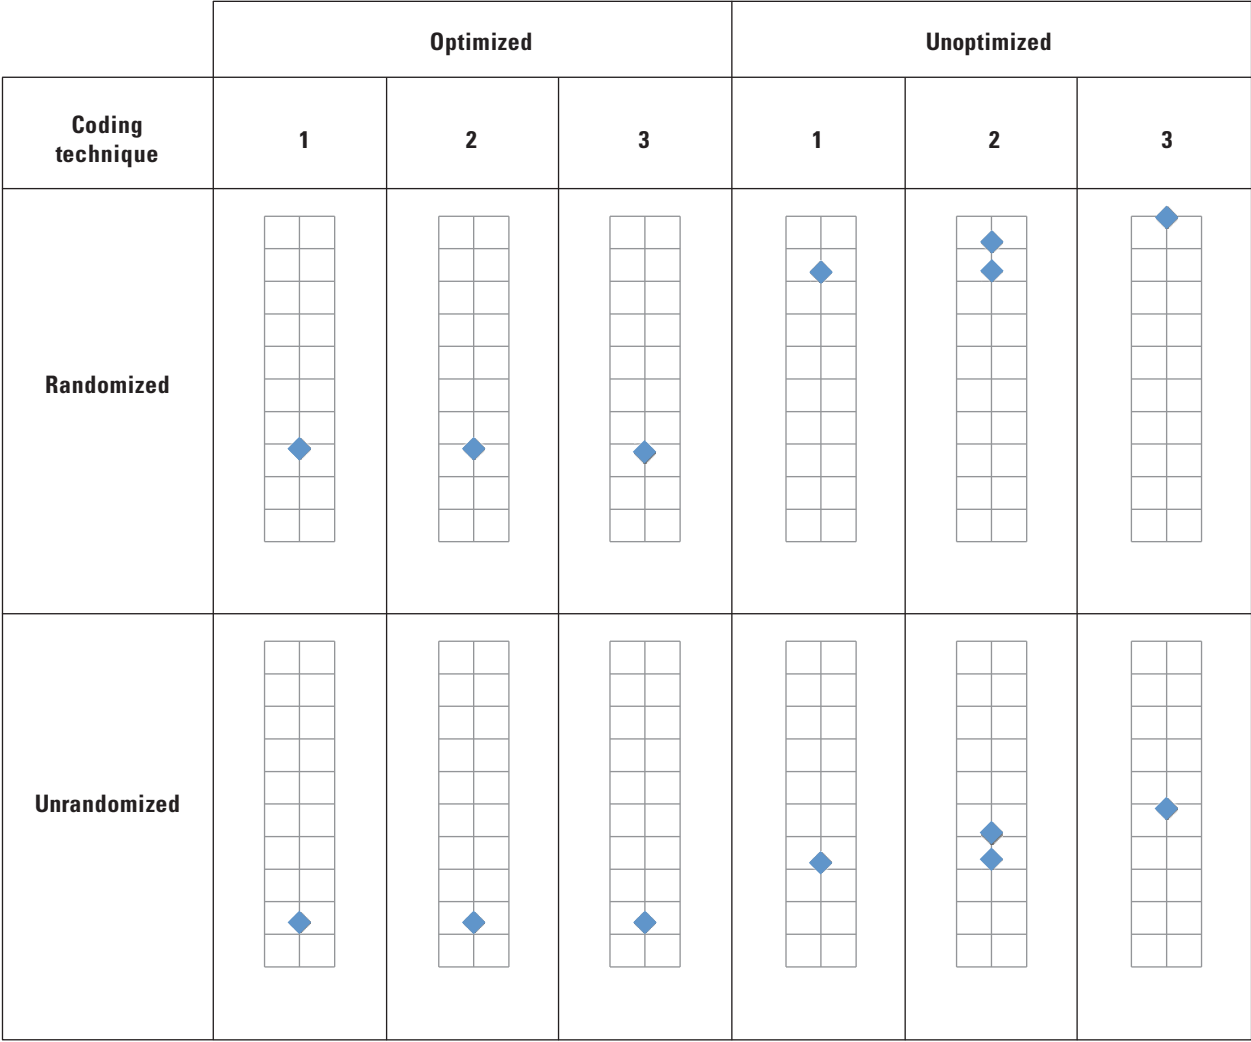 Optimized
Unoptimized
Coding
technique
1
2
3
1
2
3
Randomized
Unrandomized